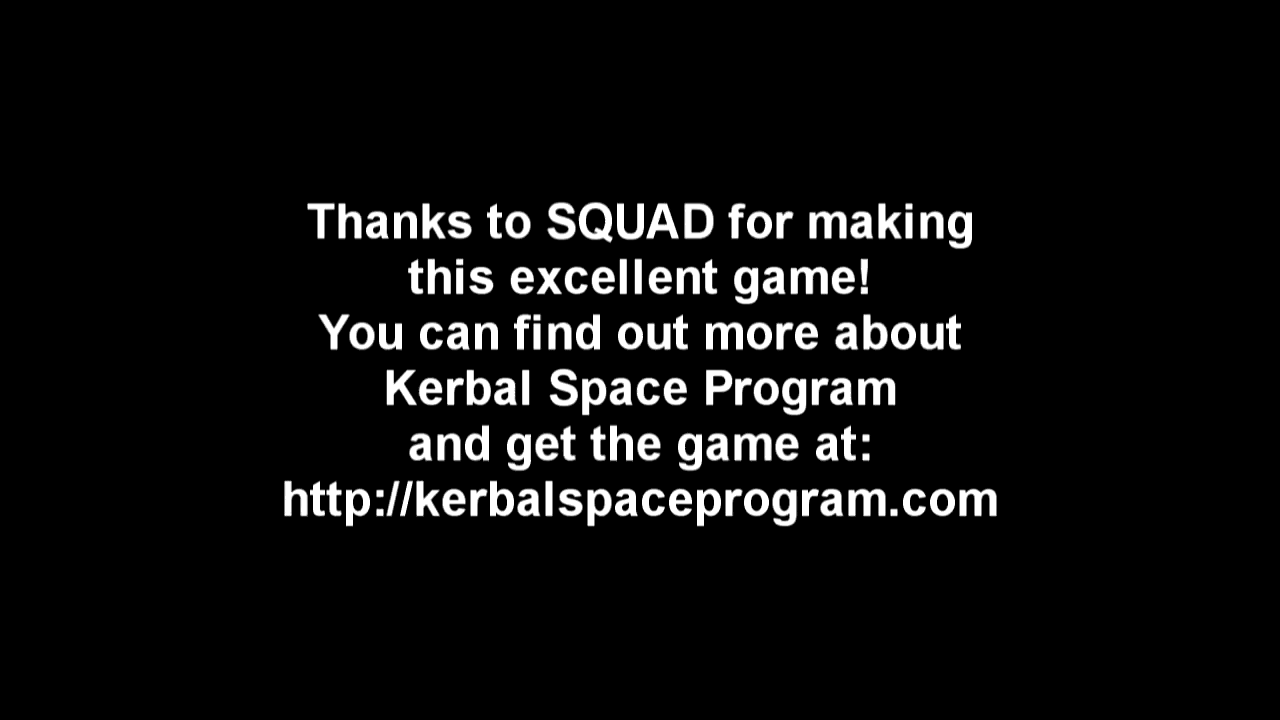 Thanks to SQUAD for making
this excellent game!
You can find out more about
Kerbal Space Program
and get the game at:
http://kerbalspaceprogram.com